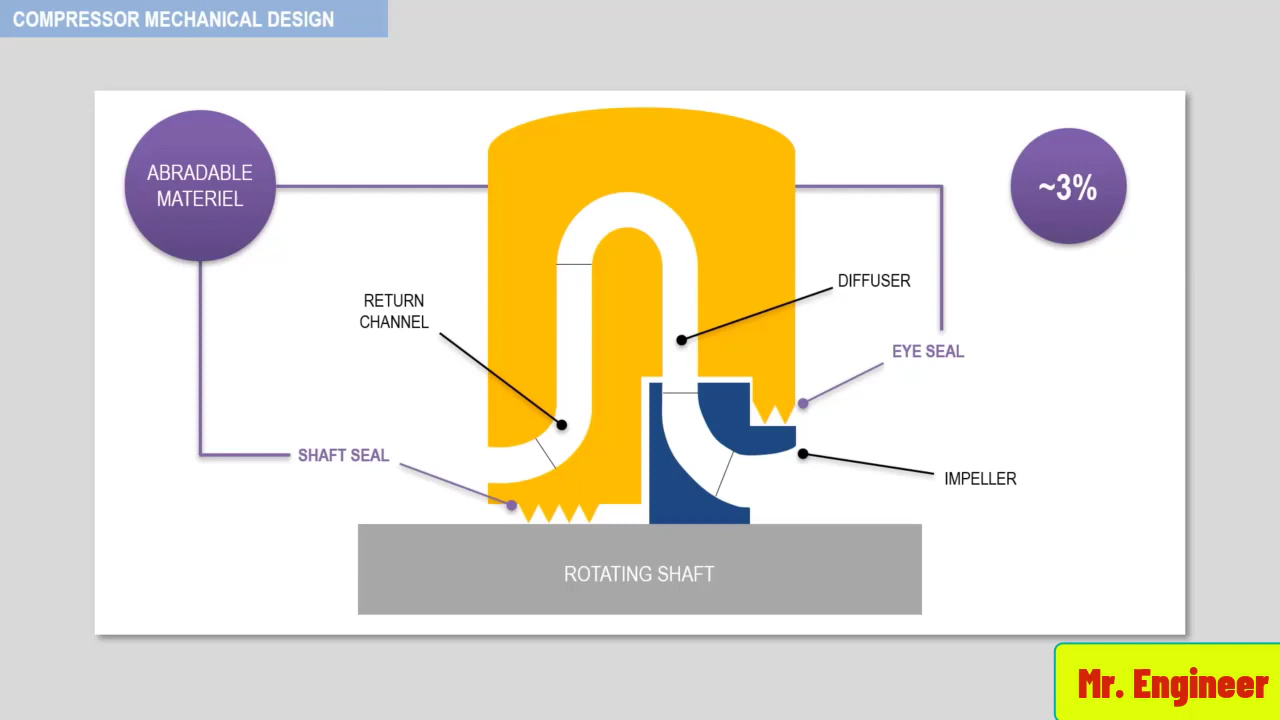 COMPRESSOR MECHANICAL DESIGN
ABRADABLE
MATERIEL
~3%
DIFFUSER
RETURN
CHANNEL
EYE SEAL
SHAFT SEAL
IMPELLER
ROTATING SHAFT
Mr. Engineer